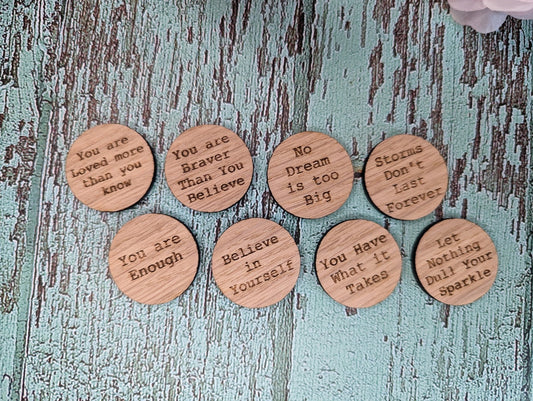 You are
Loved more
than you
know
You are
Braver
Than You
Believe
No
Dream
is too
Big
Storms
Don't
Last
Forever
You are
Enough
Believe
in
Yourself
You Have
What it
Takes
Let
Nothing
Dull Your
Sparkle